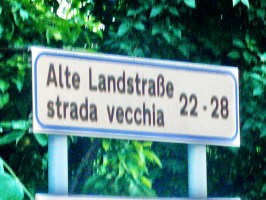 Alte Landstraße
strada vecchia 22 - 28